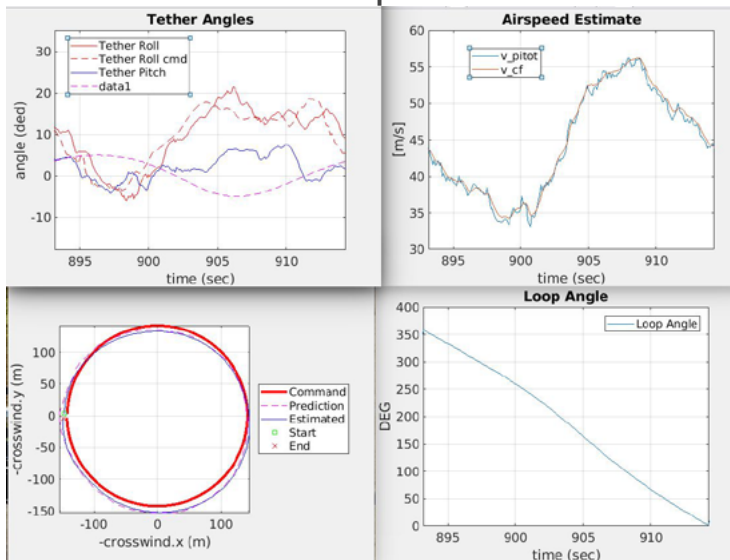 Tether Angles
Tether Roll
Tether Roll cmd
Tether Pitch
data1
angle (ded)
30
20
10
0
-10
895
900
905
910
time (sec)
Airspeed Estimate
v_pitot
v_cf
[m/s]
60
55
50
45
40
35
30
895
900
905
910
time (sec)
-crosswind.y (m)
100
50
0
-50
-100
-150
-100
0
100
-crosswind.x (m)
Command
Prediction
Estimated
Start
End
Loop Angle
Loop Angle
DEG
400
350
300
250
200
150
100
50
0
895
900
905
910
time (sec)